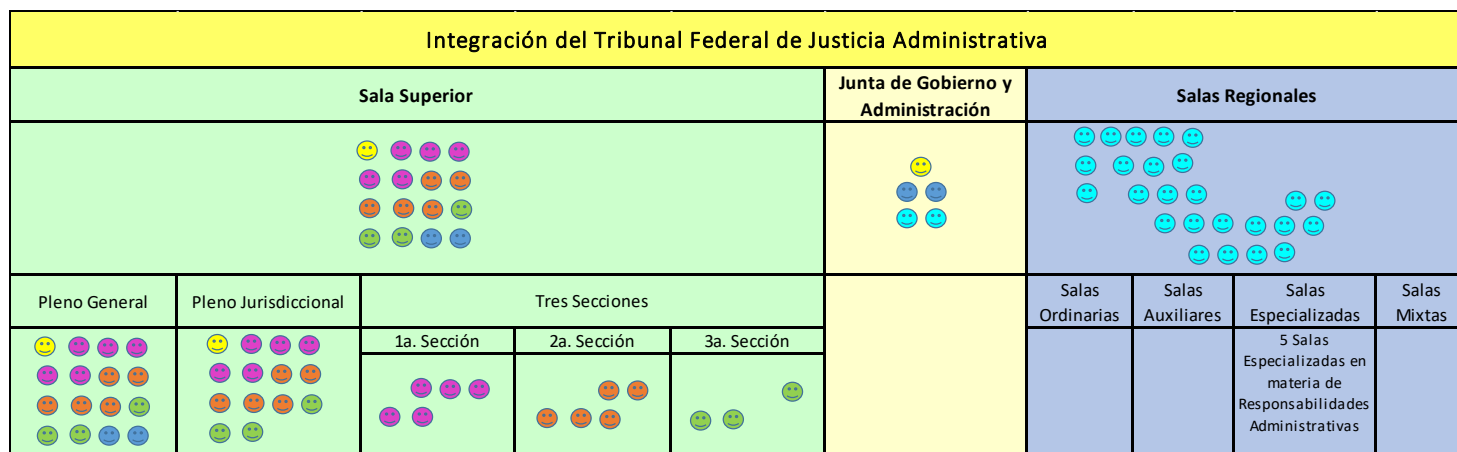 Integración del Tribunal Federal de Justicia Administrativa
Sala Superior
Junta de Gobierno y
Administración
Salas Regionales
Pleno General
Pleno Jurisdiccional
Tres Secciones
1a. Sección
2a. Sección
3a. Sección
Salas
Ordinarias
Salas
Auxiliares
Salas
Especializadas
Salas
Mixtas
5 Salas
Especializadas en
materia de
Responsabilidades
Administrativas